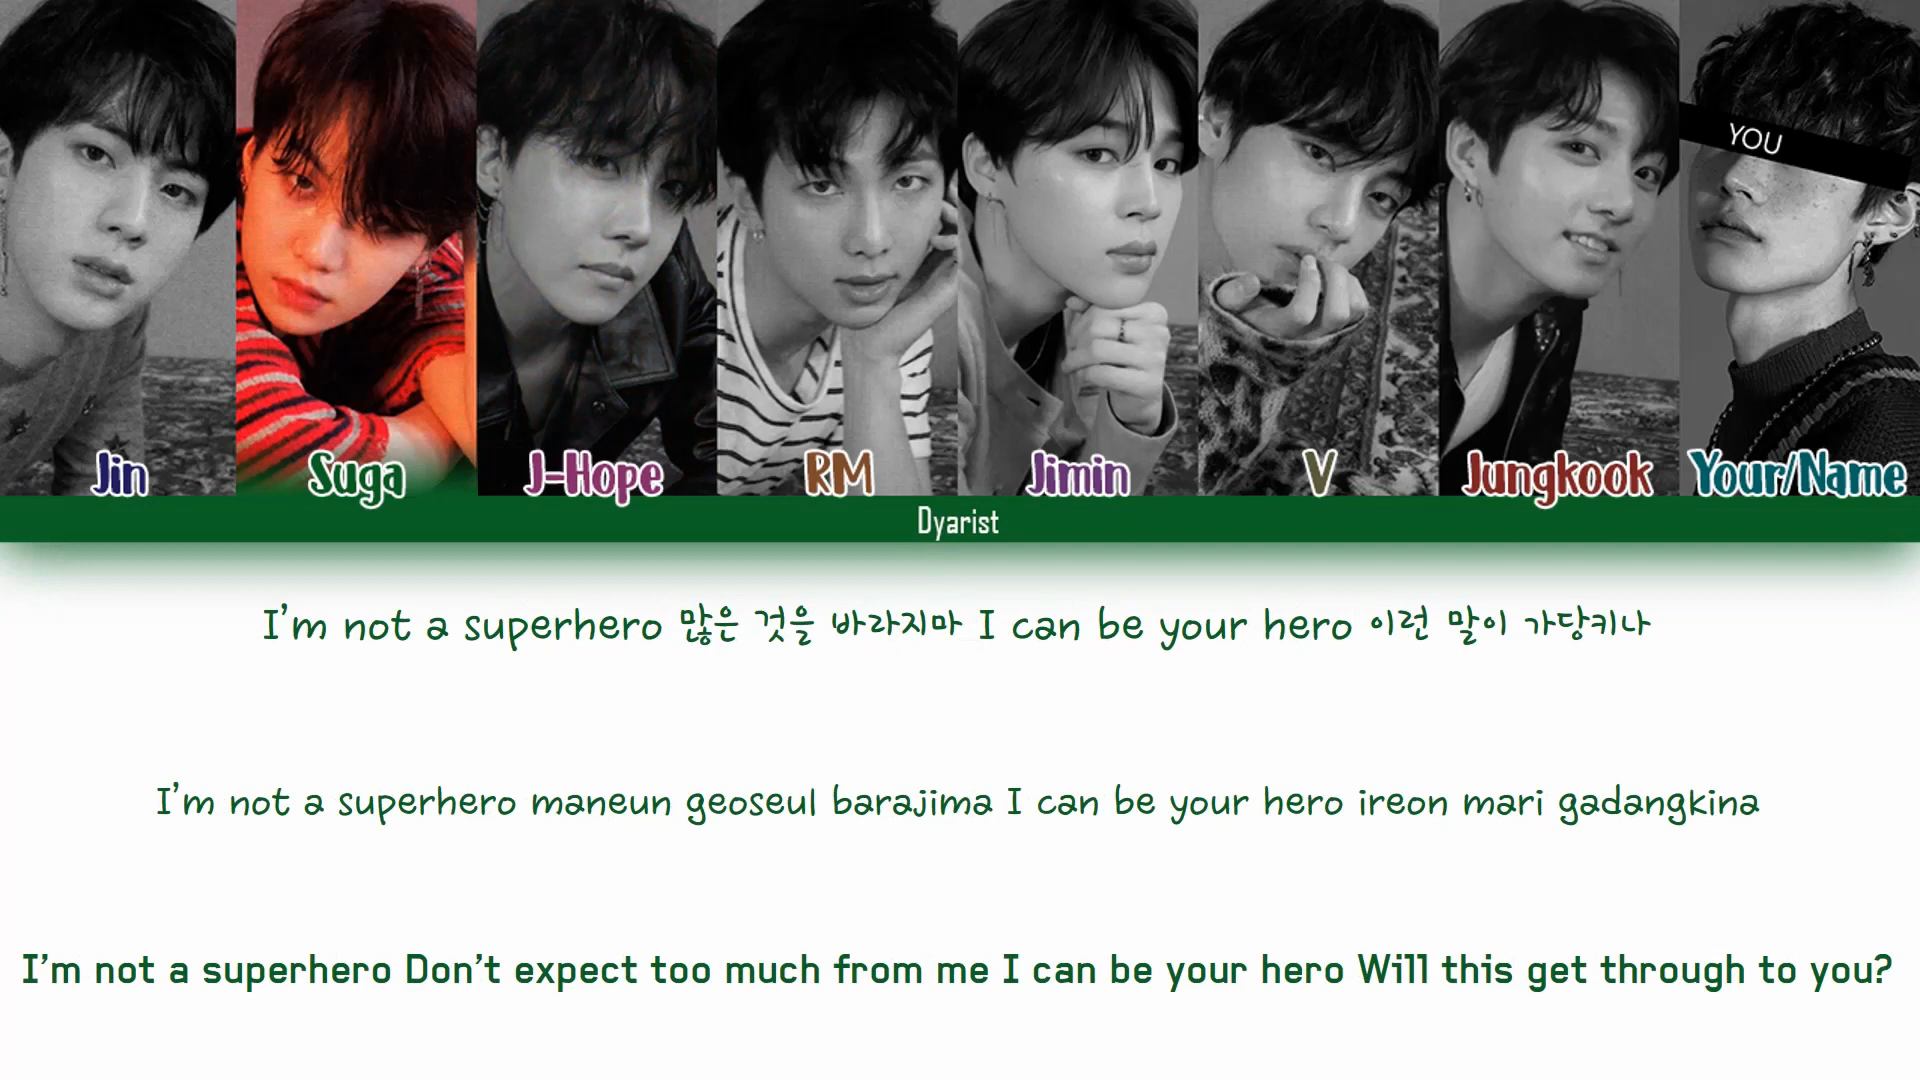 YOU
Jin
Suga
J-Hope
RM
Jimin
V
Jungkook
Your/Name
Dyarist
I'm not a superhero 많은 것을 바라지마 I can be your hero 이런 말이 가당키나
I'm not a superhero maneun geoseul barajima I can be your hero ireon mari gadangkina
I'm not a superhero Don't expect too much from me I can be your hero Will this get through to you?